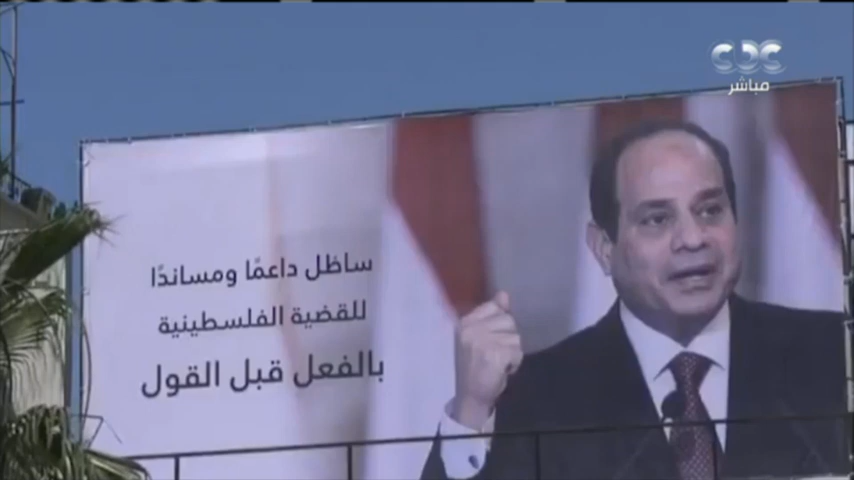 CBC
مباشر
ساظل داعمًا ومساندًا
للقضية الفلسطينية
بالفعل قبل القول